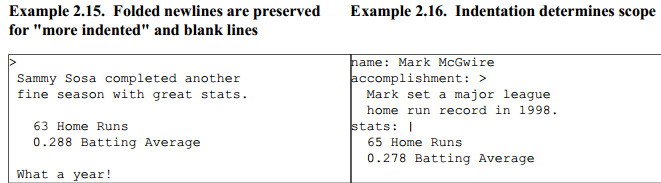 Example 2.15.  Folded newlines are preserved
for "more indented" and blank lines
>
 Sammy Sosa completed another
 fine season with great stats.

   63 Home Runs
   0.288 Batting Average

 What a year!
Example 2.16.  Indentation determines scope
name: Mark McGwire
accomplishment: >
  Mark set a major league
  home run record in 1998.
stats: |
  65 Home Runs
  0.278 Batting Average